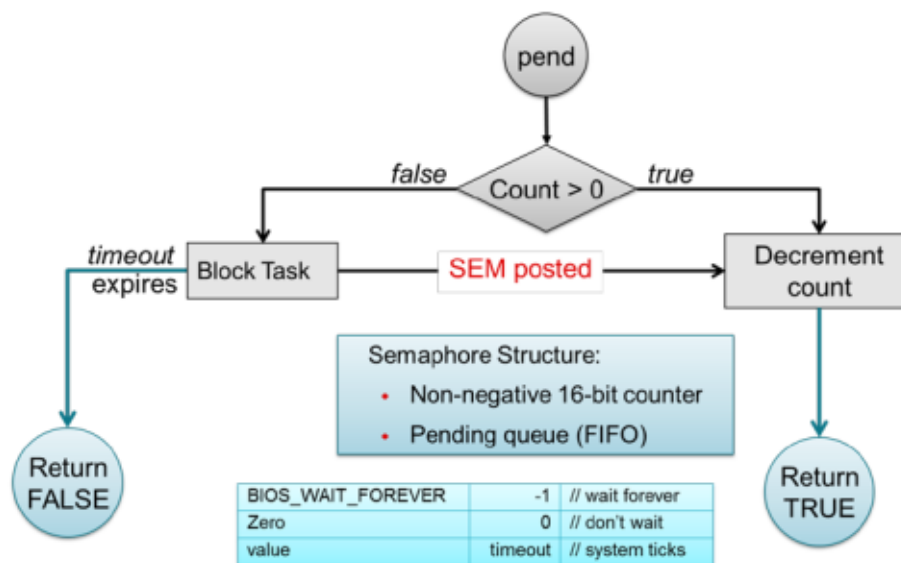 pend
false
Count > 0
true
timeout
expires
Block Task
SEM posted
Decrement
count
Semaphore Structure:
• Non-negative 16-bit counter
• Pending queue (FIFO)
Return
FALSE
Return
TRUE
BIOS_WAIT_FOREVER -1 // wait forever
Zero 0 // don't wait
value timeout // system ticks